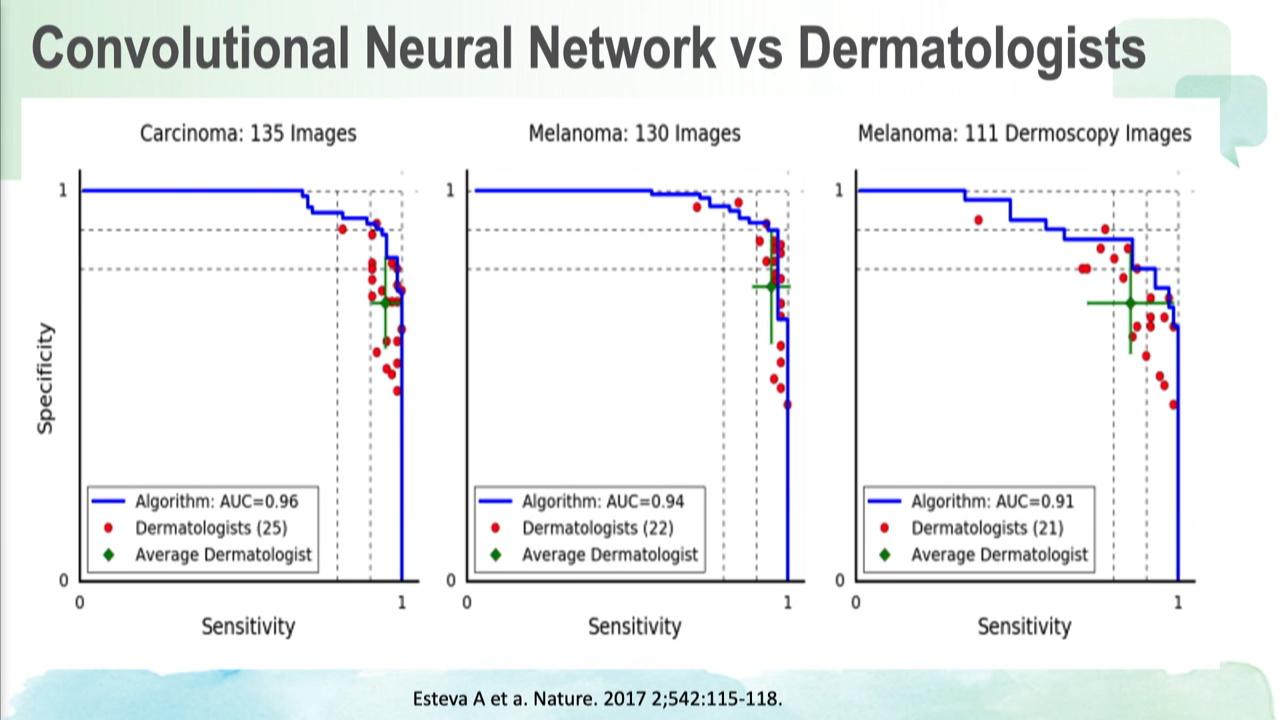 Convolutional Neural Network vs Dermatologists
Carcinoma: 135 Images
Specificity
1
0
0
1
Sensitivity
Algorithm: AUC=0.96
Dermatologists (25)
Average Dermatologist
Melanoma: 130 Images
1
0
0
1
Sensitivity
Algorithm: AUC=0.94
Dermatologists (22)
Average Dermatologist
Melanoma: 111 Dermoscopy Images
1
0
0
1
Sensitivity
Algorithm: AUC=0.91
Dermatologists (21)
Average Dermatologist
Esteva A et a. Nature. 2017 2;542:115-118.